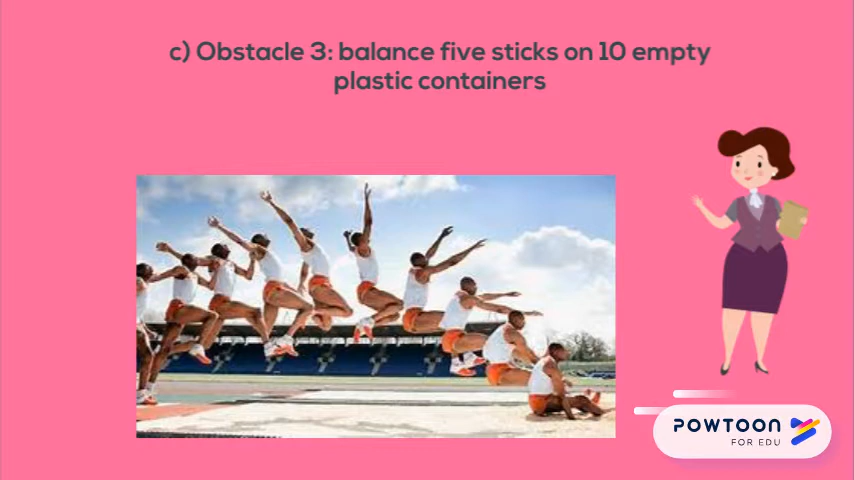 c) Obstacle 3: balance five sticks on 10 empty
plastic containers
POWTOON
FOR EDU